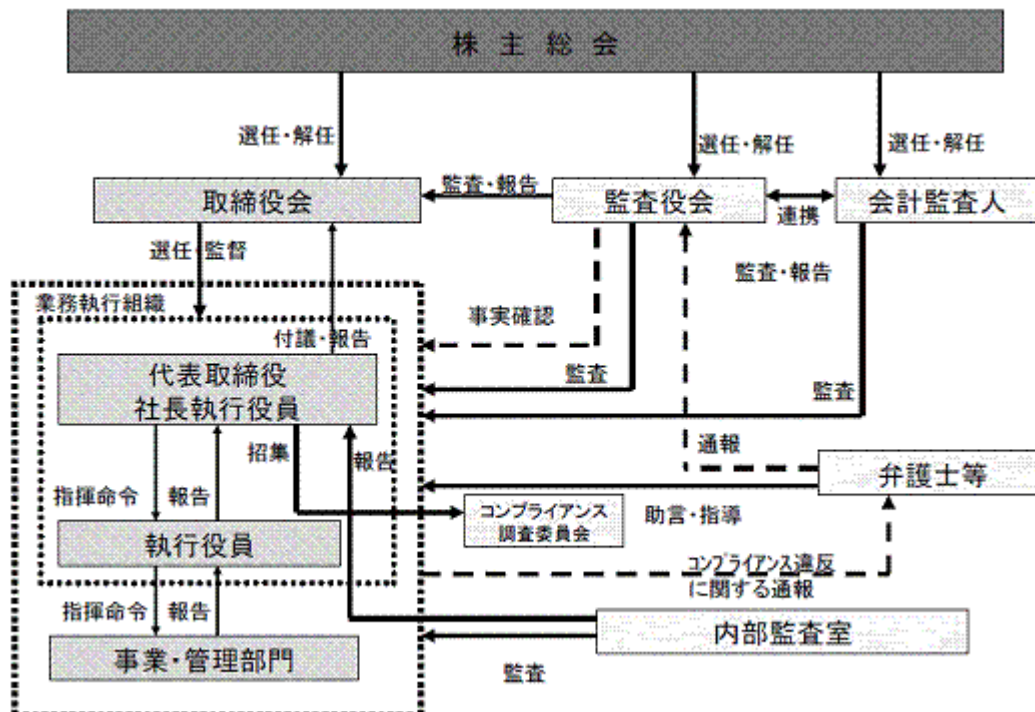 株主総会
選任・解任
選任・解任
選任・解任
取締役会
監査・報告
監査役会
連携
会計監査人
選任・監督
監査・報告
業務執行組織
事実確認
付議・報告
代表取締役
社長執行役員
監査
監査
招集
報告
通報
弁護士等
指揮命令
報告
コンプライアンス
調査委員会
助言・指導
執行役員
コンプライアンス違反
に関する通報
指揮命令
報告
内部監査室
事業・管理部門
監査